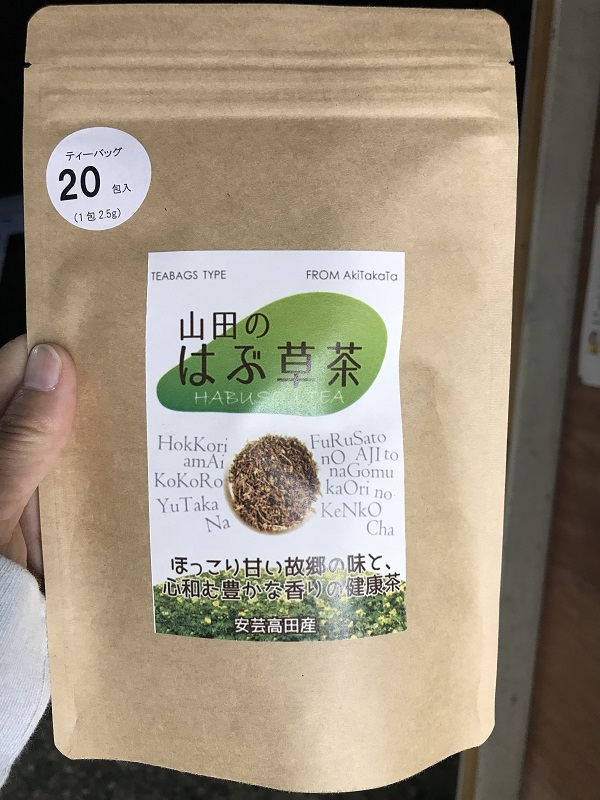 ティーバッグ
20 包入
(1包 2.5g)
TEABAGS TYPE
FROM AkiTakaTa
山田の
はぶ草茶
HABUSOU TEA
HokKori
amAi
KoKoRo
YuTaka
Na
FuRuSato
nO AJI to
naGomu
kaOri no
KeNkO
Cha
ほっこり甘い故郷の味と、
心和む豊かな香りの健康茶
安芸高田産